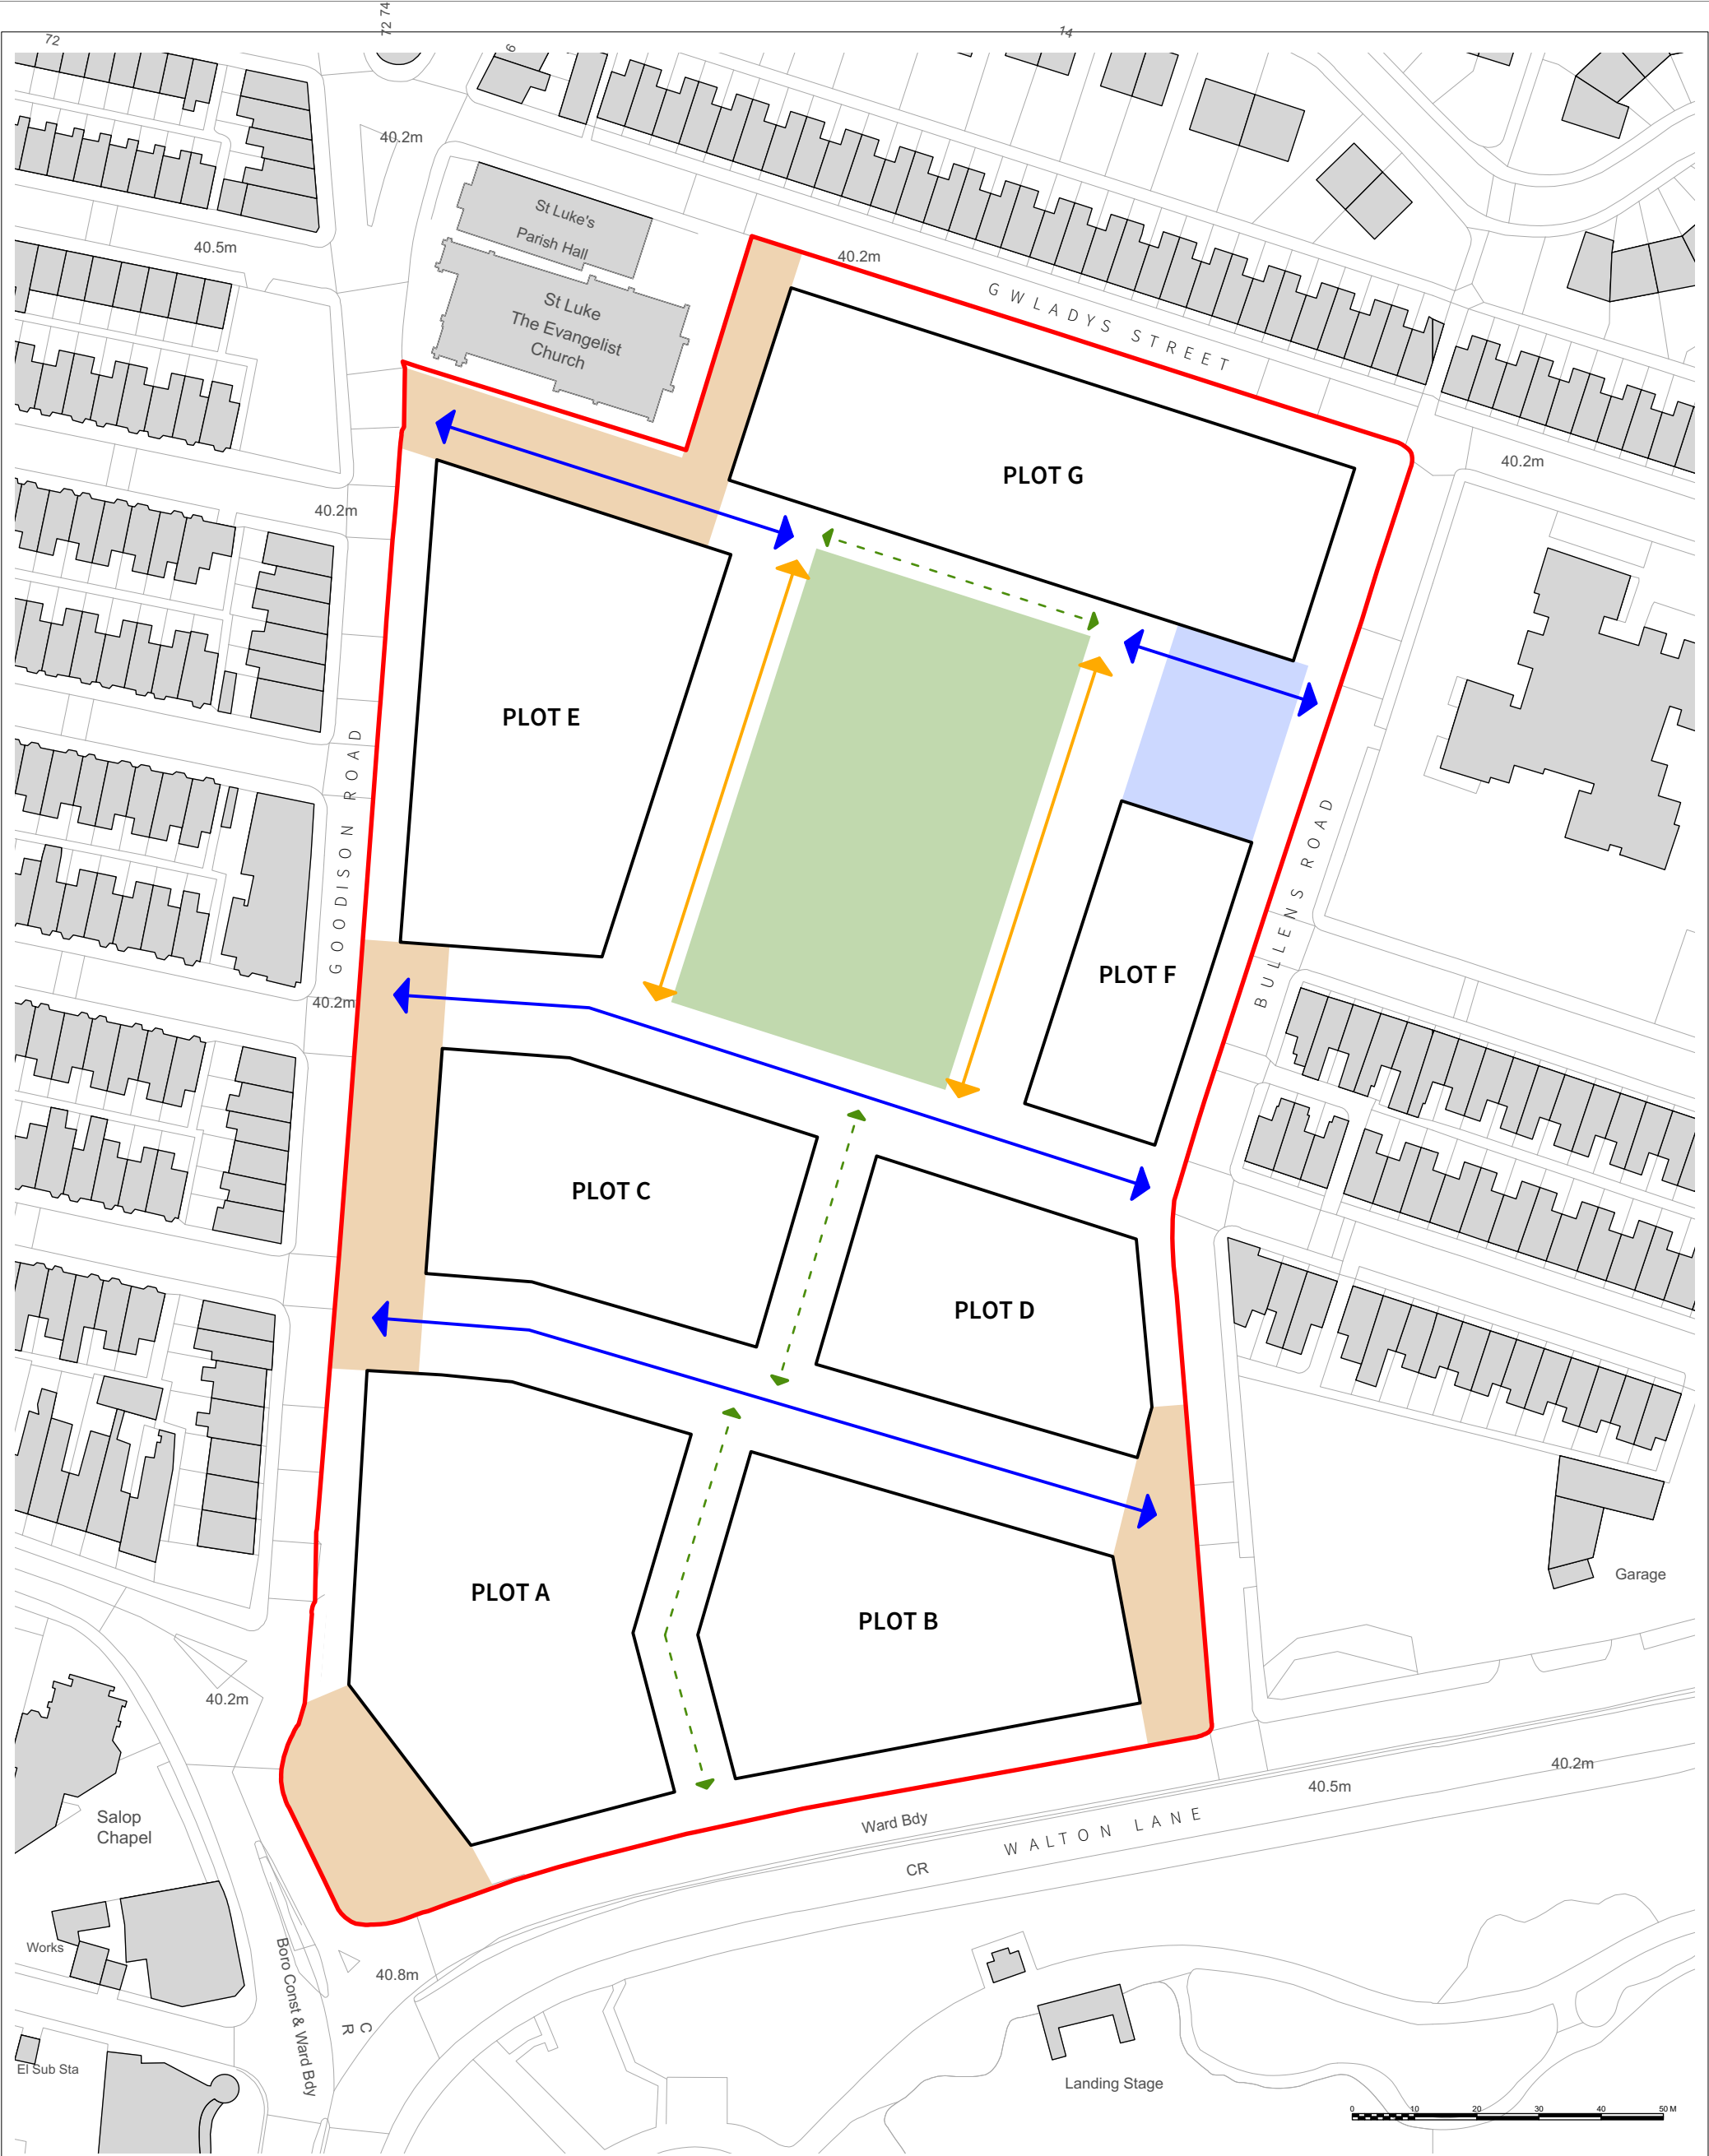 72
72 74
6
14
40.2m
St Luke's
Parish Hall
40.5m
40.2m
St Luke
The Evangelist
Church
GWLADYS STREET
40.2m
PLOT G
40.2m
PLOT E
GOODISON ROAD
BULLENS ROAD
PLOT F
40.2m
PLOT C
PLOT D
PLOT A
PLOT B
Garage
40.2m
40.2m
40.5m
Salop
Chapel
Ward Bdy
WALTON LANE
CR
Works
Boro Const & Ward Bdy
40.8m
C
R
El Sub Sta
Landing Stage
0 10 20 30 40 50 M